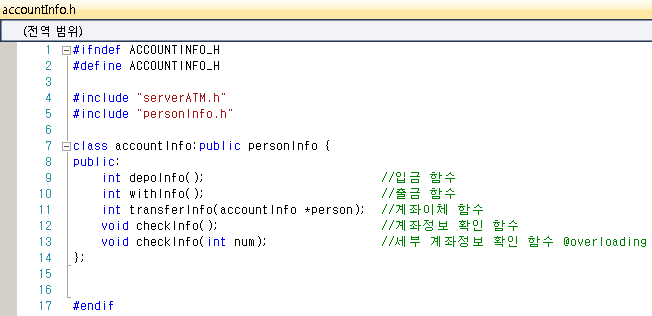 accountInfo.h
(전역 범위)
1 #ifndef ACCOUNTINFO_H
2 #define ACCOUNTINFO_H
3
4 #include "serverATM.h"
5 #include "personInfo.h"
6
7 class accountInfo:public personInfo {
8 public:
9 int depoInfo(); //입금 함수
10 int withInfo(); //출금 함수
11 int transferInfo(accountInfo *person); //계좌이체 함수
12 void checkInfo(); //계좌정보 확인 함수
13 void checkInfo(int num); //세부 계좌정보 확인 함수 @overloading
14 };
15
16
17 #endif